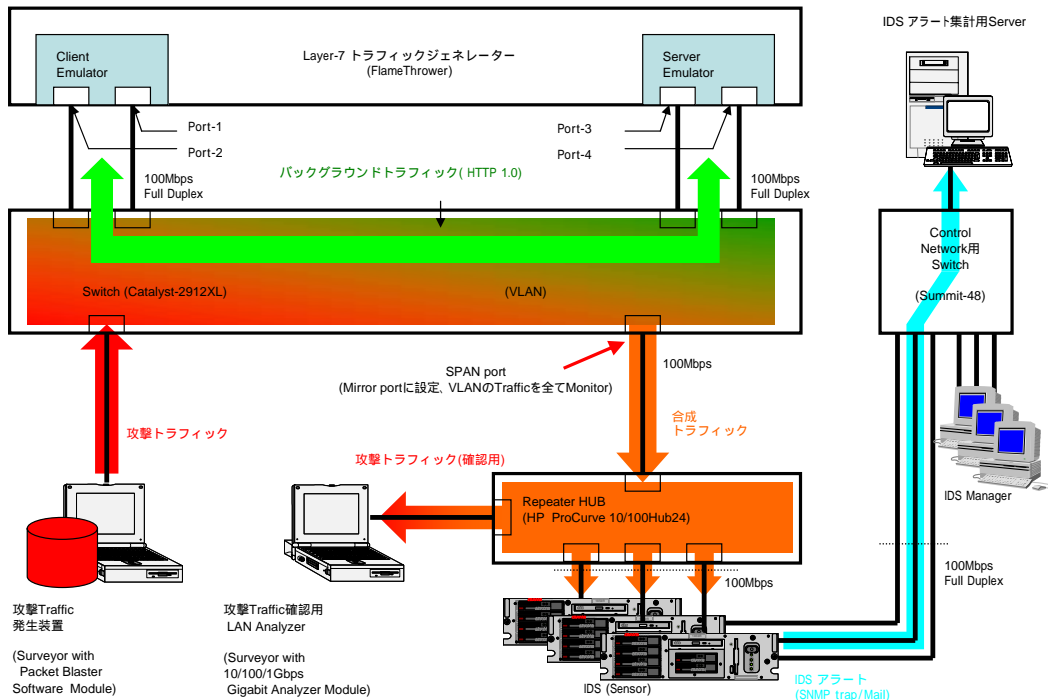 IDS アラート集計用Server
Layer-7 トラフィックジェネレーター
(FlameThrower)
Client
Emulator
Server
Emulator
Port-1
Port-2
Port-3
Port-4
100Mbps
Full Duplex
バックグラウンドトラフィック( HTTP 1.0)
100Mbps
Full Duplex
Control
Network用
Switch
(Summit-48)
Switch (Catalyst-2912XL)
(VLAN)
SPAN port
(Mirror portに設定、VLANのTrafficを全てMonitor)
100Mbps
攻撃トラフィック
合成
トラフィック
攻撃トラフィック(確認用)
Repeater HUB
(HP ProCurve 10/100Hub24)
IDS Manager
100Mbps
100Mbps
Full Duplex
攻撃Traffic
発生装置
(Surveyor with
Packet Blaster
Software Module)
攻撃Traffic確認用
LAN Analyzer
(Surveyor with
10/100/1Gbps
Gigabit Analyzer Module)
IDS (Sensor)
IDS アラート
(SNMP trap/Mail)